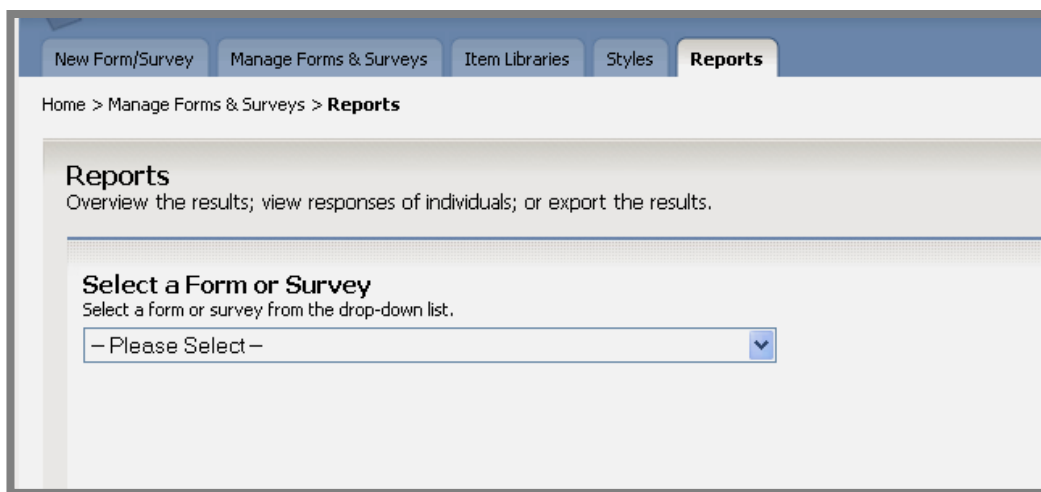 New Form/Survey Manage Forms & Surveys Item Libraries Styles Reports
Home > Manage Forms & Surveys > Reports
Reports
Overview the results; view responses of individuals; or export the results.
Select a Form or Survey
Select a form or survey from the drop-down list.
– Please Select –